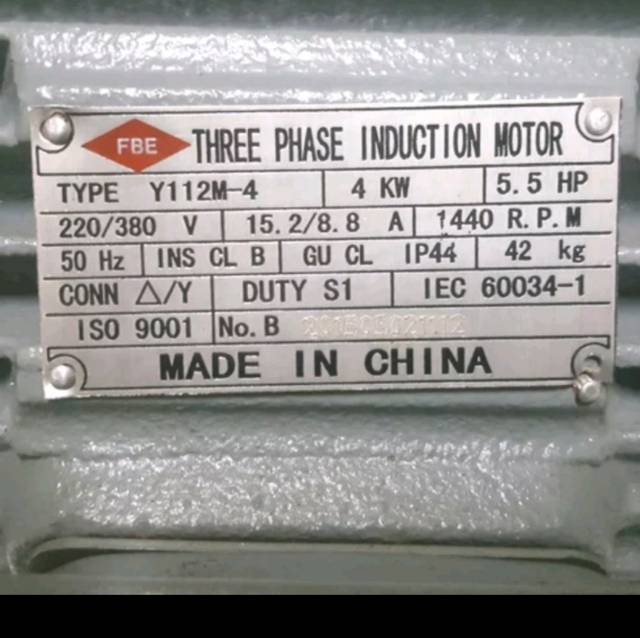 FBE THREE PHASE INDUCTION MOTOR
TYPE Y112M-4 4 KW 5.5 HP
220/380 V 15.2/8.8 A 1440 R.P.M
50 Hz INS CL B GU CL IP44 42 kg
CONN △/Y DUTY S1 IEC 60034-1
ISO 9001 No. B
MADE IN CHINA